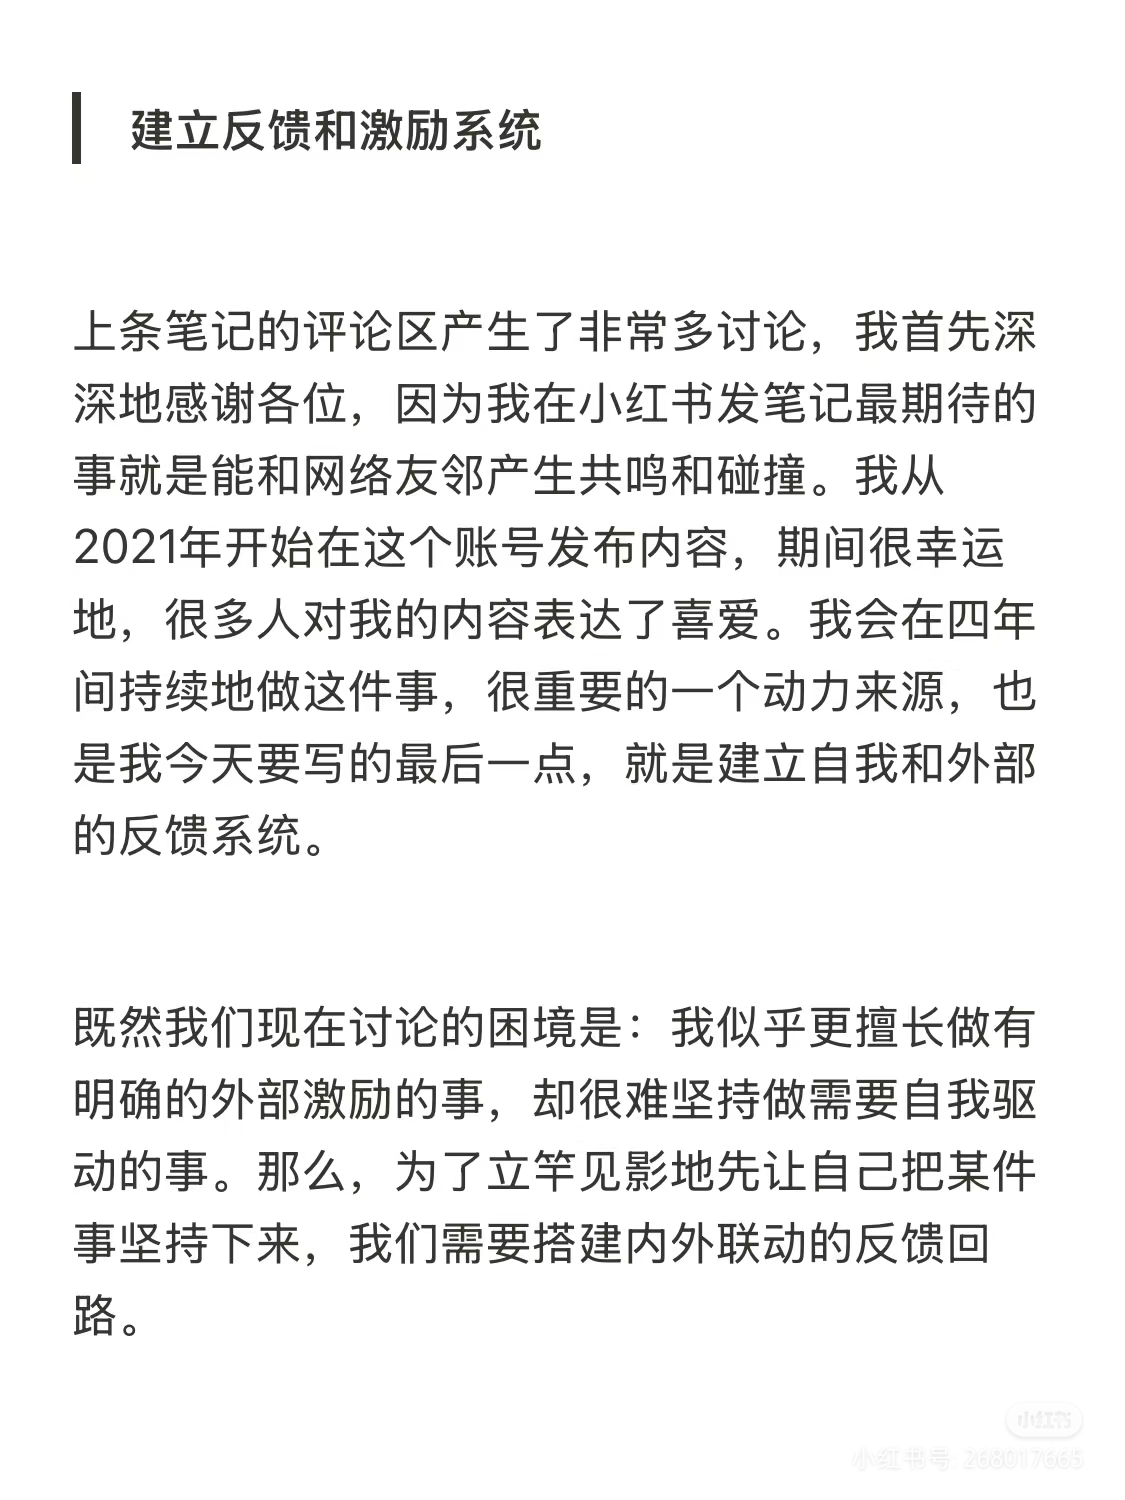 建立反馈和激励系统
上条笔记的评论区产生了非常多讨论，我首先深
深地感谢各位，因为我在小红书发笔记最期待的
事就是能和网络友邻产生共鸣和碰撞。我从
2021年开始在这个账号发布内容，期间很幸运
地，很多人对我的内容表达了喜爱。我会在四年
间持续地做这件事，很重要的一个动力来源，也
是我今天要写的最后一点，就是建立自我和外部
的反馈系统。
既然我们现在讨论的困境是：我似乎更擅长做有
明确的外部激励的事，却很难坚持做需要自我驱
动的事。那么，为了立竿见影地先让自己把某件
事坚持下来，我们需要搭建内外联动的反馈回
路。
小红书
小红书号: 268017665